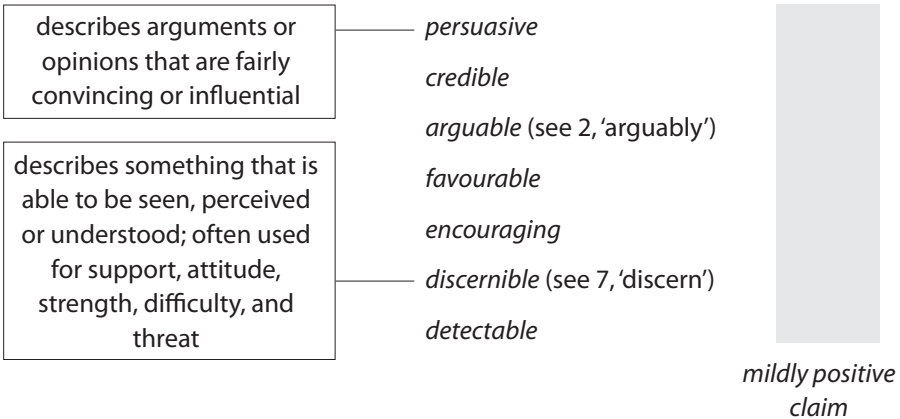 describes arguments or
opinions that are fairly
convincing or influential
persuasive
credible
arguable (see 2, ‘arguably’)
favourable
encouraging
describes something that is
able to be seen, perceived
or understood; often used
for support, attitude,
strength, difficulty, and
threat
discernible (see 7, ‘discern’)
detectable
mildly positive
claim